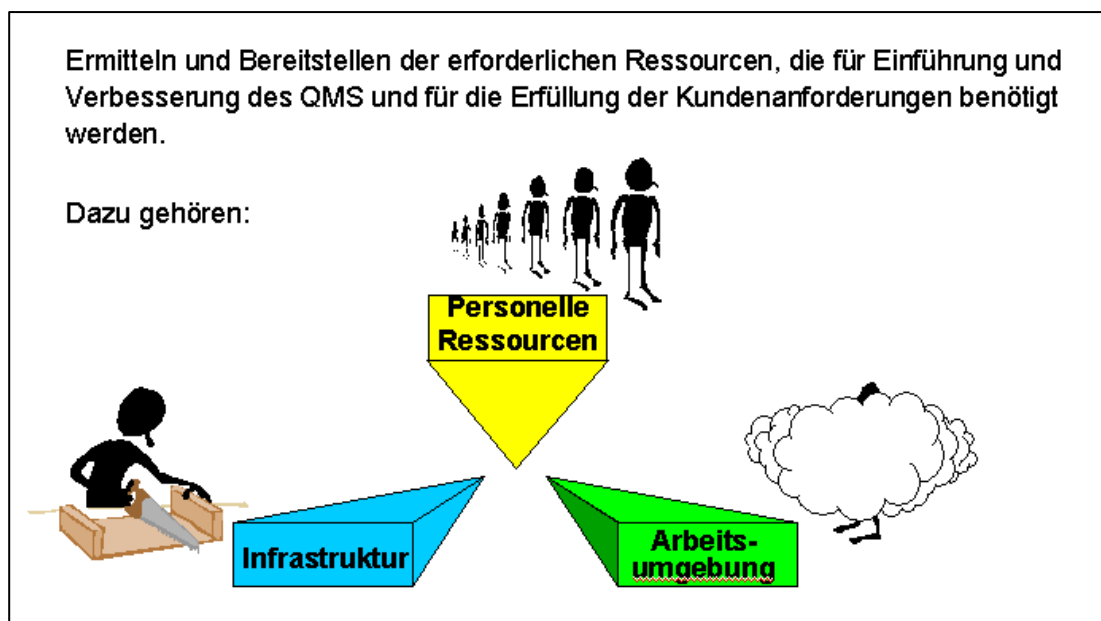 Ermitteln und Bereitstellen der erforderlichen Ressourcen, die für Einführung und
Verbesserung des QMS und für die Erfüllung der Kundenanforderungen benötigt
werden.
Dazu gehören:
Personelle
Ressourcen
Infrastruktur
Arbeits-
umgebung